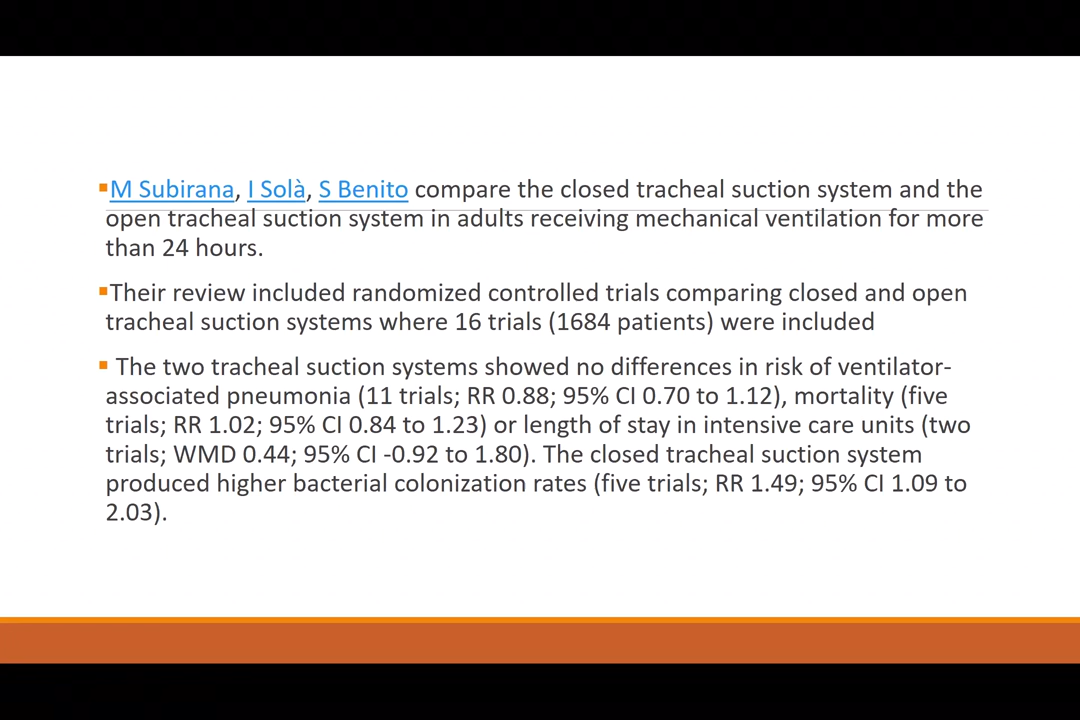 ▪M Subirana, I Solà, S Benito compare the closed tracheal suction system and the
open tracheal suction system in adults receiving mechanical ventilation for more
than 24 hours.
▪Their review included randomized controlled trials comparing closed and open
tracheal suction systems where 16 trials (1684 patients) were included
▪ The two tracheal suction systems showed no differences in risk of ventilator-
associated pneumonia (11 trials; RR 0.88; 95% CI 0.70 to 1.12), mortality (five
trials; RR 1.02; 95% CI 0.84 to 1.23) or length of stay in intensive care units (two
trials; WMD 0.44; 95% CI -0.92 to 1.80). The closed tracheal suction system
produced higher bacterial colonization rates (five trials; RR 1.49; 95% CI 1.09 to
2.03).